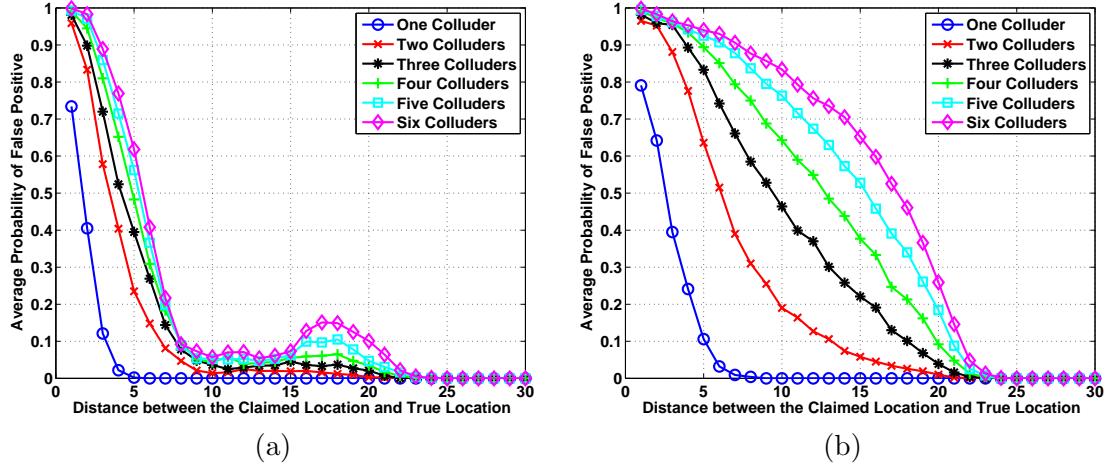 1
0.9
0.8
0.7
0.6
0.5
0.4
0.3
0.2
0.1
0
Average Probability of False Positive
One Colluder
Two Colluders
Three Colluders
Four Colluders
Five Colluders
Six Colluders
0 5 10 15 20 25 30
Distance between the Claimed Location and True Location
(a)
1
0.9
0.8
0.7
0.6
0.5
0.4
0.3
0.2
0.1
0
Average Probability of False Positive
One Colluder
Two Colluders
Three Colluders
Four Colluders
Five Colluders
Six Colluders
0 5 10 15 20 25 30
Distance between the Claimed Location and True Location
(b)